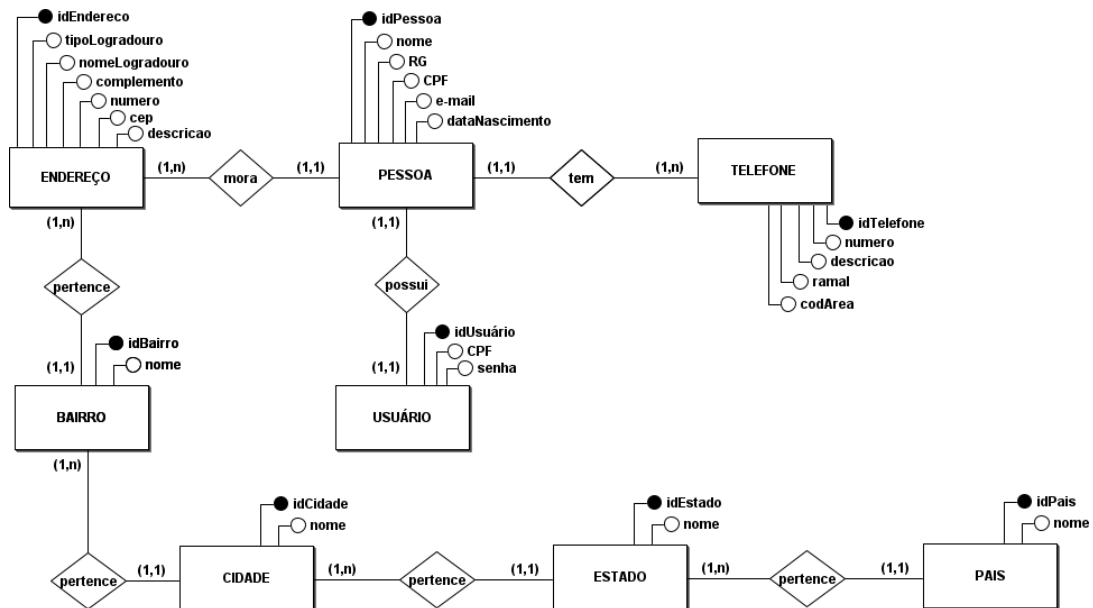 idEndereco
tipoLogradouro
nomeLogradouro
complemento
numero
cep
descricao
ENDEREÇO
(1,n)
mora
(1,1)
idPessoa
nome
RG
CPF
e-mail
dataNascimento
PESSOA
(1,1)
tem
(1,n)
TELEFONE
idTelefone
numero
descricao
ramal
codArea
(1,n)
pertence
(1,1)
(1,1)
possui
(1,1)
idBairro
nome
BAIRRO
idUsuário
CPF
senha
USUÁRIO
(1,n)
pertence
(1,1)
idCidade
nome
CIDADE
(1,n)
pertence
(1,1)
idEstado
nome
ESTADO
(1,n)
pertence
(1,1)
idPais
nome
PAIS